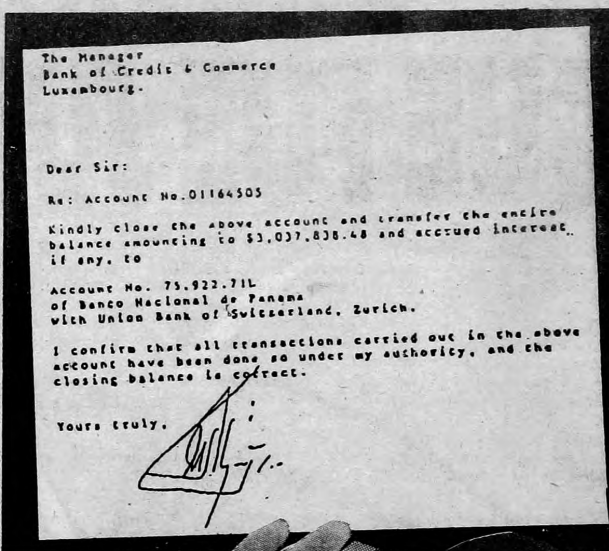 The Manager
Bank of Credit & Commerce
Luxembourg.
Dear Sir:
Re: Account No.01164505
Kindly close the above account and transfer the entire
balance amounting to $3,037,838.48 and accrued interest
if any, to
Account No. 75.922.71L
of Banco Nacional de Panama
with Union Bank of Switzerland, Zurich.
I confirm that all transactions carried out in the above
account have been done so under my authority, and the
closing balance is correct.
Yours truly,